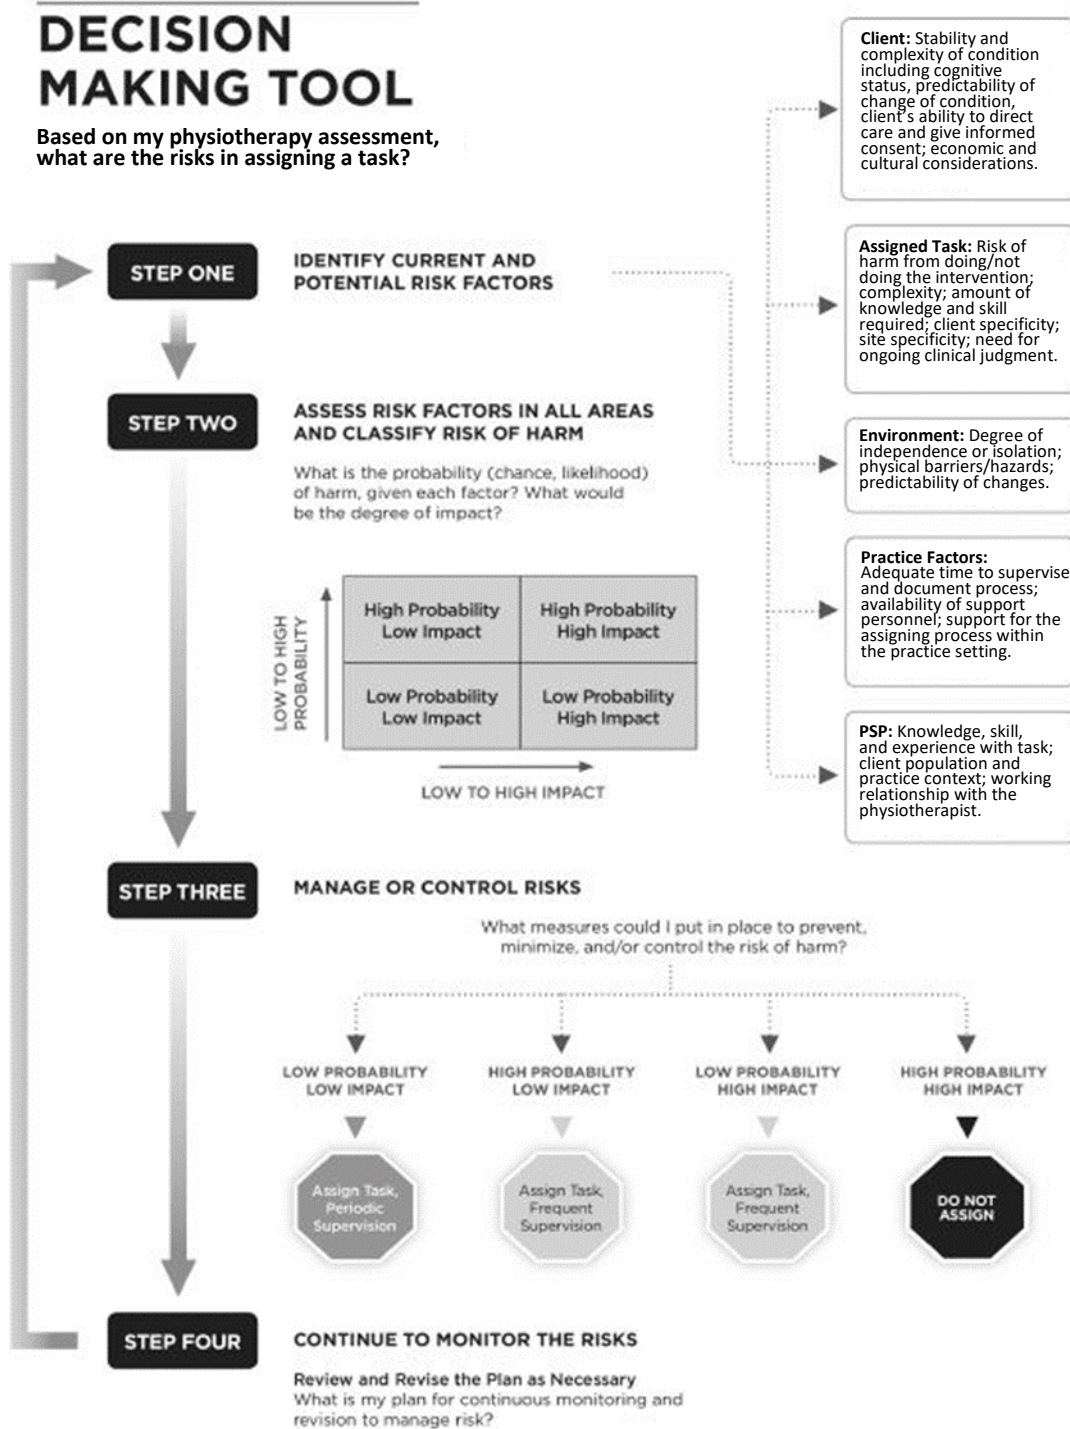 DECISION
MAKING TOOL
Based on my physiotherapy assessment,
what are the risks in assigning a task?
STEP ONE
IDENTIFY CURRENT AND
POTENTIAL RISK FACTORS
Client: Stability and
complexity of condition
including cognitive
status, predictability of
change of condition,
client's ability to direct
care and give informed
consent; economic and
cultural considerations.
Assigned Task: Risk of
harm from doing/not
doing the intervention;
complexity; amount of
knowledge and skill
required; client specificity;
site specificity; need for
ongoing clinical judgment.
Environment: Degree of
independence or isolation;
physical barriers/hazards;
predictability of changes.
Practice Factors:
Adequate time to supervise
and document process;
availability of support
personnel; support for the
assigning process within
the practice setting.
PSP: Knowledge, skill,
and experience with task;
client population and
practice context; working
relationship with the
physiotherapist.
STEP TWO
ASSESS RISK FACTORS IN ALL AREAS
AND CLASSIFY RISK OF HARM
What is the probability (chance, likelihood)
of harm, given each factor? What would
be the degree of impact?
LOW TO HIGH
PROBABILITY
High Probability
Low Impact
High Probability
High Impact
Low Probability
Low Impact
Low Probability
High Impact
LOW TO HIGH IMPACT
STEP THREE
MANAGE OR CONTROL RISKS
What measures could I put in place to prevent,
minimize, and/or control the risk of harm?
LOW PROBABILITY
LOW IMPACT
HIGH PROBABILITY
LOW IMPACT
LOW PROBABILITY
HIGH IMPACT
HIGH PROBABILITY
HIGH IMPACT
Assign Task,
Periodic
Supervision
Assign Task,
Frequent
Supervision
Assign Task,
Frequent
Supervision
DO NOT
ASSIGN
STEP FOUR
CONTINUE TO MONITOR THE RISKS
Review and Revise the Plan as Necessary
What is my plan for continuous monitoring and
revision to manage risk?